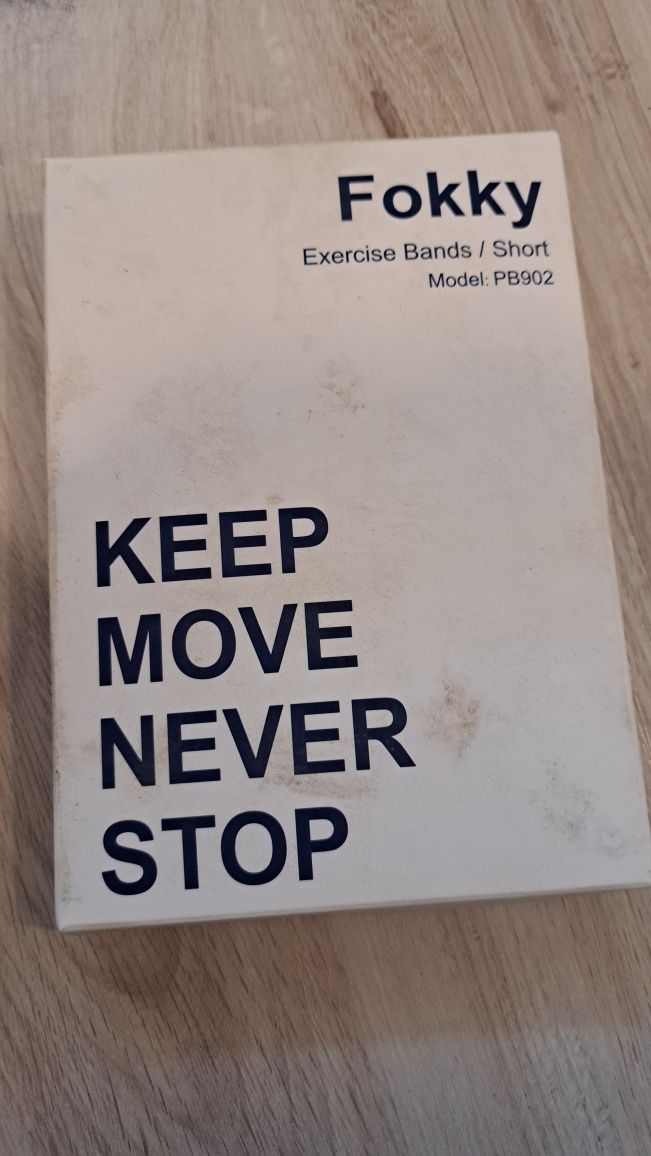 Fokky
Exercise Bands / Short
Model: PB902
KEEP
MOVE
NEVER
STOP